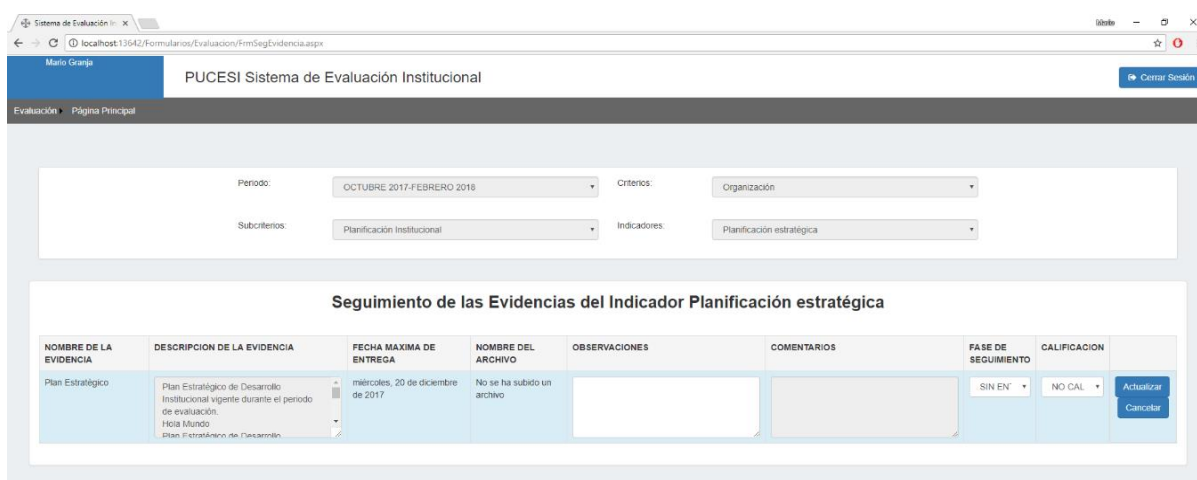 Sistema de Evaluación In
localhost:13642/Formularios/Evaluacion/FrmSegEvidencia.aspx
Mario Granja
PUCESI Sistema de Evaluación Institucional
Cerrar Sesión
Evaluación Página Principal
Periodo: OCTUBRE 2017-FEBRERO 2018 Criterios: Organización
Subcriterios: Planificación Institucional Indicadores: Planificación estratégica
Seguimiento de las Evidencias del Indicador Planificación estratégica
NOMBRE DE LA EVIDENCIA
DESCRIPCION DE LA EVIDENCIA
FECHA MAXIMA DE ENTREGA
NOMBRE DEL ARCHIVO
OBSERVACIONES
COMENTARIOS
FASE DE SEGUIMIENTO
CALIFICACION
Plan Estratégico
Plan Estratégico de Desarrollo
Institucional vigente durante el periodo
de evaluación.
Hola Mundo
Plan Estratégico de Desarrollo
miércoles, 20 de diciembre
de 2017
No se ha subido un
archivo
SIN EN
NO CAL
Actualizar
Cancelar